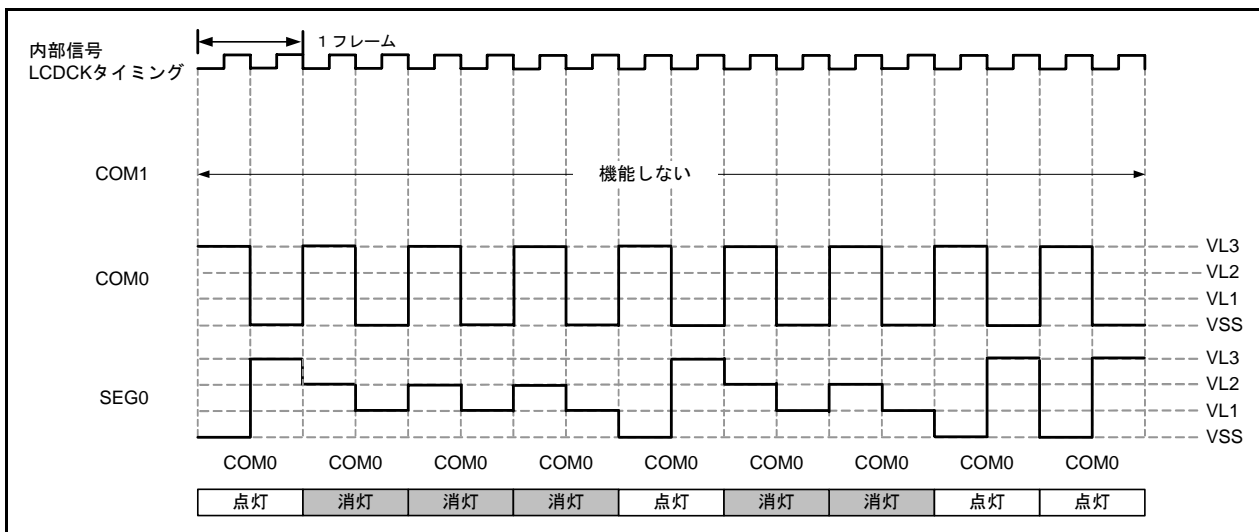 1 フレーム
内部信号
LCDCKタイミング
COM1
機能しない
COM0
VL3
VL2
VL1
VSS
SEG0
VL3
VL2
VL1
VSS
COM0 COM0 COM0 COM0 COM0 COM0 COM0 COM0 COM0
点灯 消灯 消灯 消灯 点灯 消灯 消灯 点灯 点灯